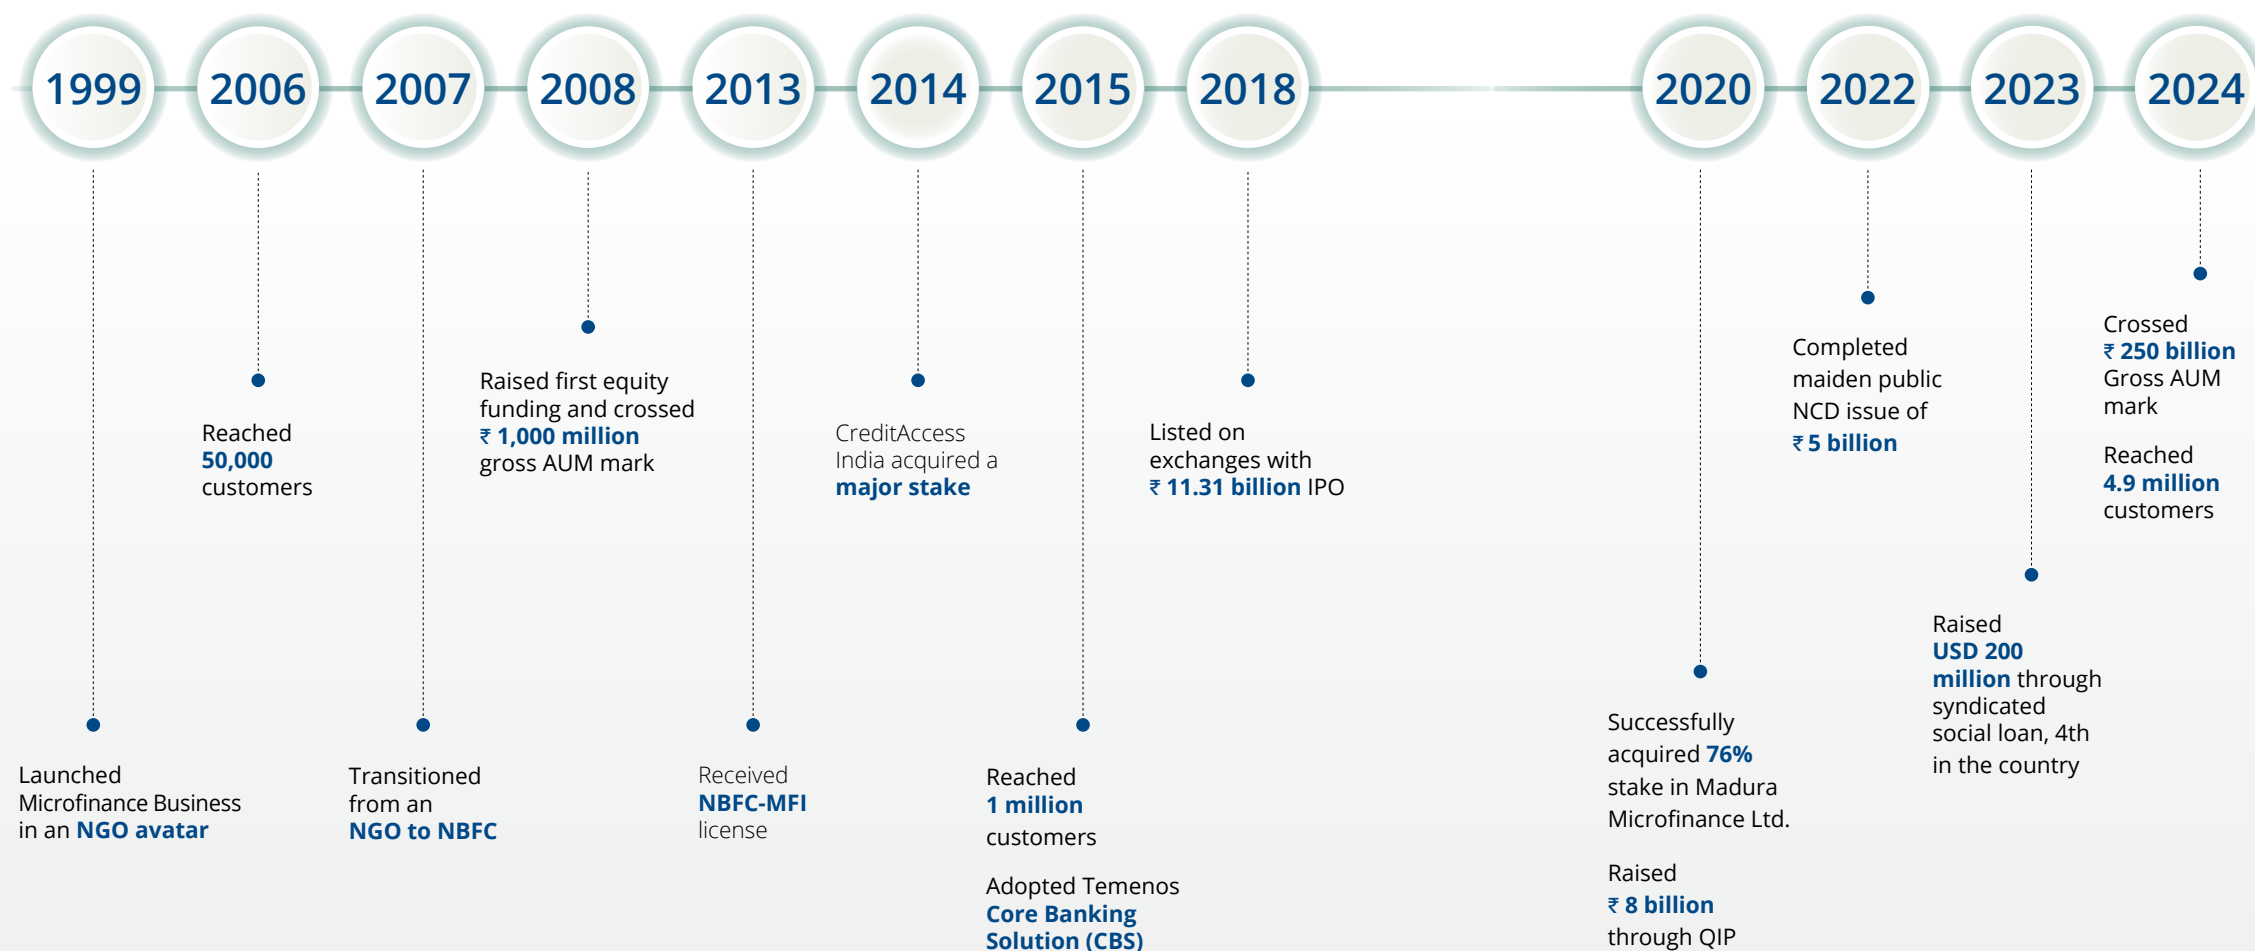 1999
2006
2007
2008
2013
2014
2015
2018
2020
2022
2023
2024
Launched
Microfinance Business
in an NGO avatar
Reached
50,000
customers
Transitioned
from an
NGO to NBFC
Raised first equity
funding and crossed
₹ 1,000 million
gross AUM mark
Received
NBFC-MFI
license
CreditAccess
India acquired a
major stake
Reached
1 million
customers
Adopted Temenos
Core Banking
Solution (CBS)
Listed on
exchanges with
₹ 11.31 billion IPO
Successfully
acquired 76%
stake in Madura
Microfinance Ltd.
Raised
₹ 8 billion
through QIP
Completed
maiden public
NCD issue of
₹ 5 billion
Raised
USD 200
million through
syndicated
social loan, 4th
in the country
Crossed
₹ 250 billion
Gross AUM
mark
Reached
4.9 million
customers